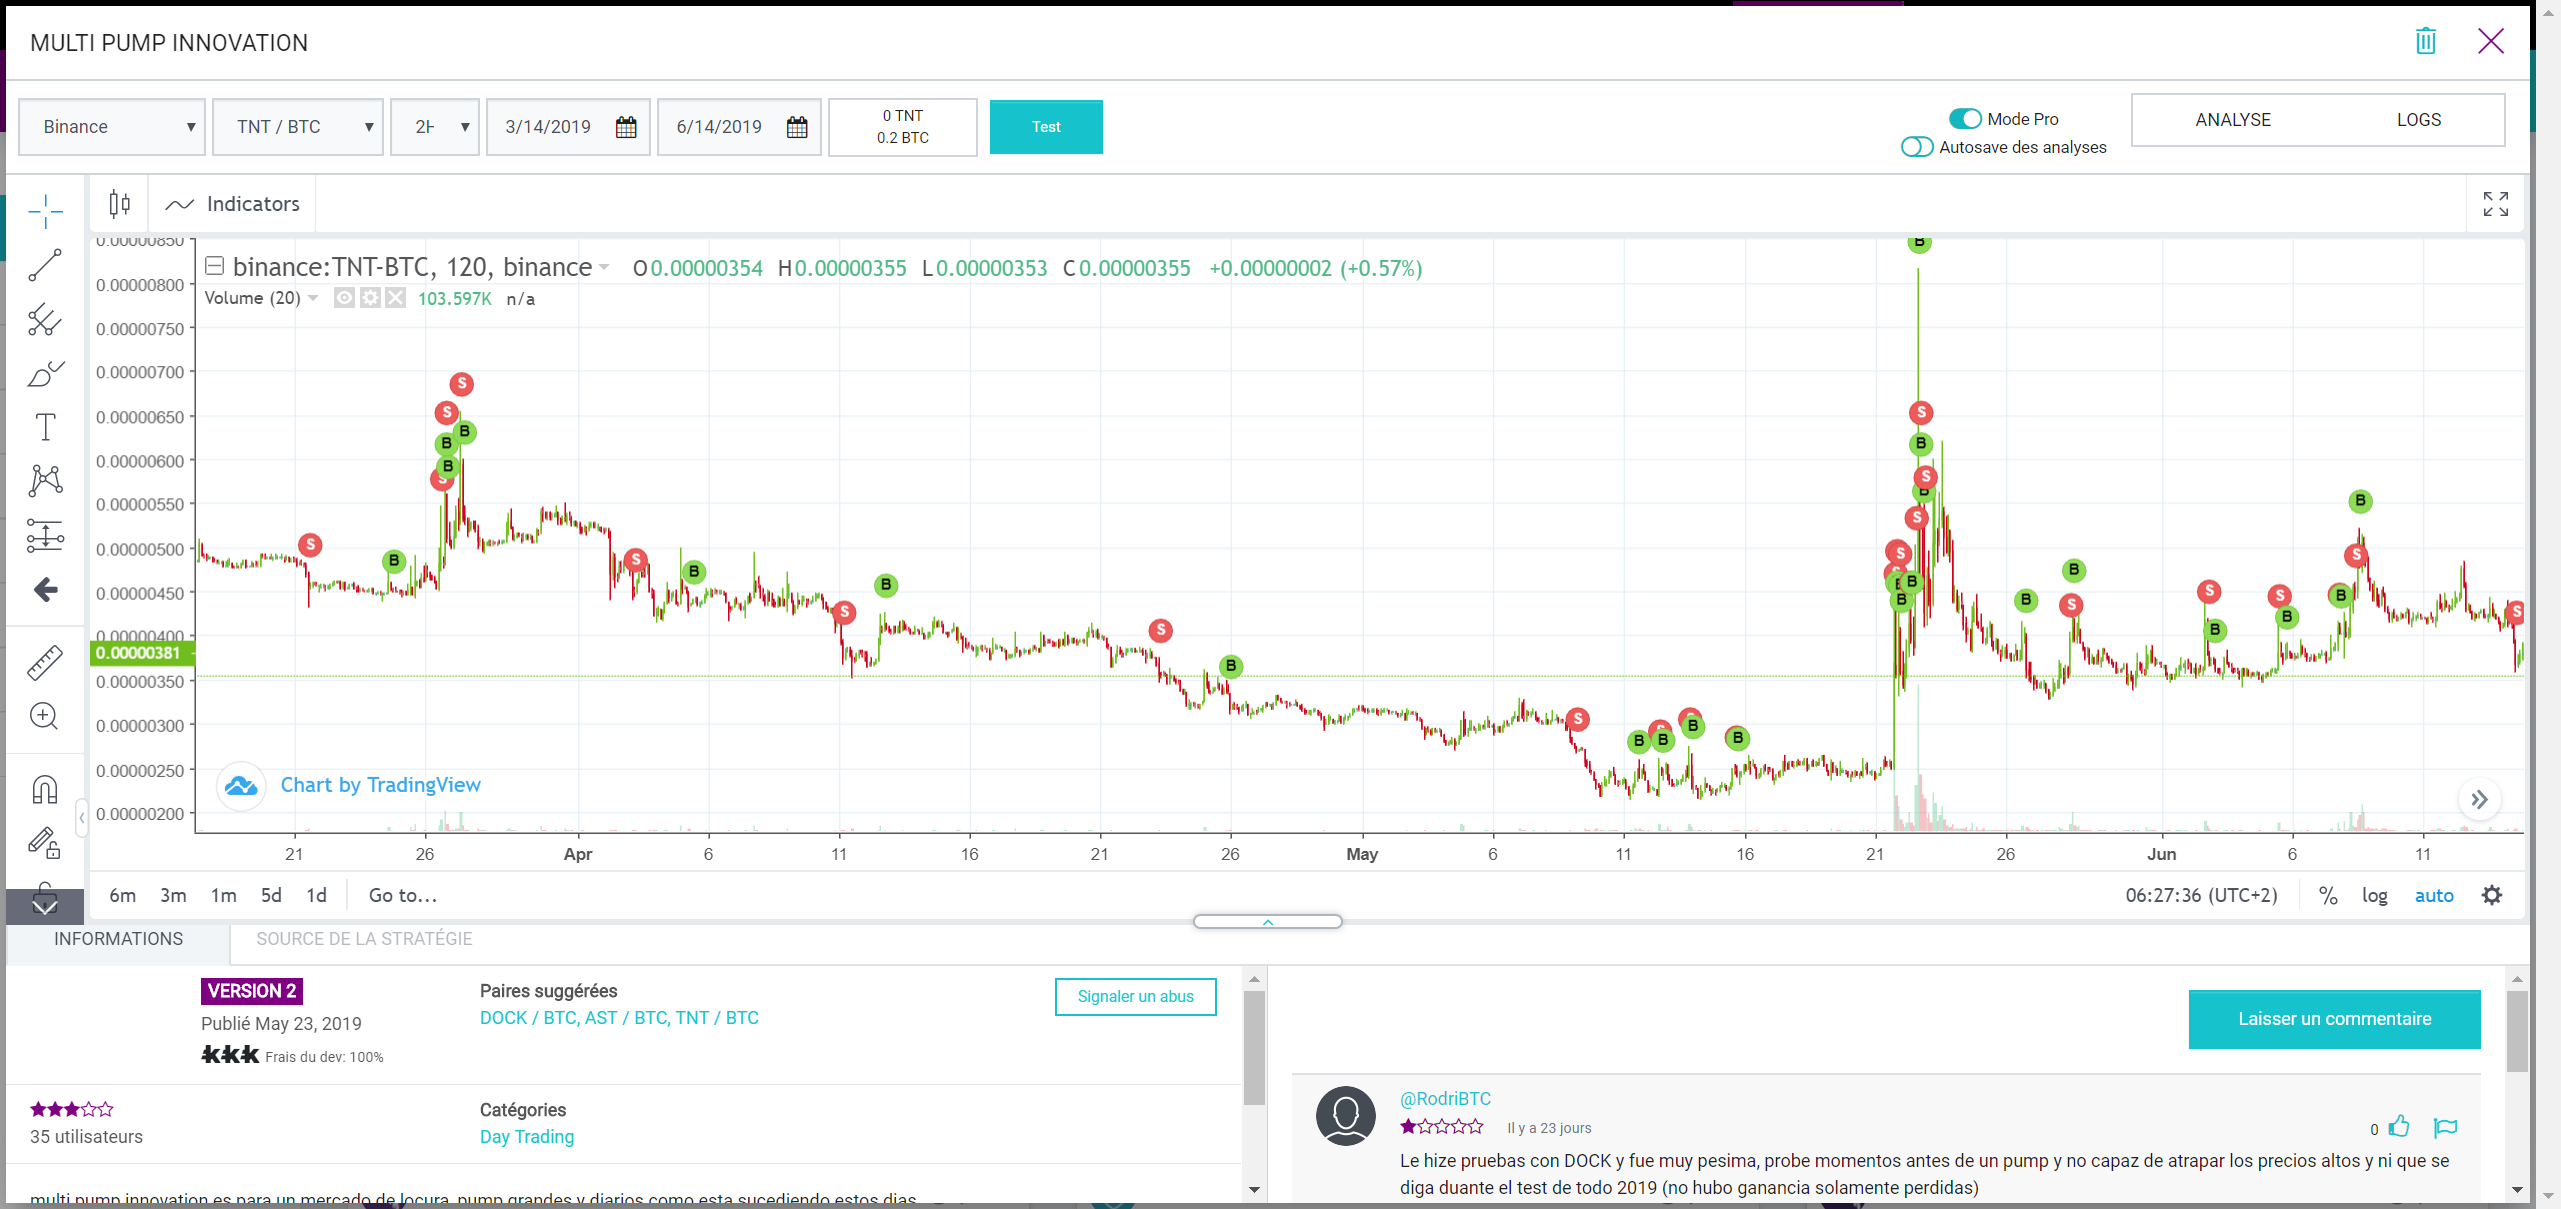 MULTI PUMP INNOVATION
Binance
TNT / BTC
2H
3/14/2019
6/14/2019
0 TNT
0.2 BTC
Test
Mode Pro
Autosave des analyses
ANALYSE
LOGS
Indicators
binance:TNT-BTC, 120, binance O0.00000354 H0.00000355 L0.00000353 C0.00000355 +0.00000002 (+0.57%)
Volume (20) 103.597K n/a
0.00000850
0.00000800
0.00000750
0.00000700
0.00000650
0.00000600
0.00000550
0.00000500
0.00000450
0.00000400
0.00000381
0.00000350
0.00000300
0.00000250
0.00000200
Chart by TradingView
21 26 Apr 6 11 16 21 26 May 6 11 16 21 26 Jun 6 11
6m 3m 1m 5d 1d Go to...
06:27:36 (UTC+2) % log auto
INFORMATIONS
SOURCE DE LA STRATÉGIE
VERSION 2
Publié May 23, 2019
Frais du dev: 100%
Paires suggérées
DOCK / BTC, AST / BTC, TNT / BTC
Signaler un abus
35 utilisateurs
Catégories
Day Trading
multi pump innovation es para un mercado de locura, pump grandes y diarios como esta sucediendo estos dias
Laisser un commentaire
@RodriBTC
Il y a 23 jours
0
Le hize pruebas con DOCK y fue muy pesima, probe momentos antes de un pump y no capaz de atrapar los precios altos y ni que se
diga duante el test de todo 2019 (no hubo ganancia solamente perdidas)